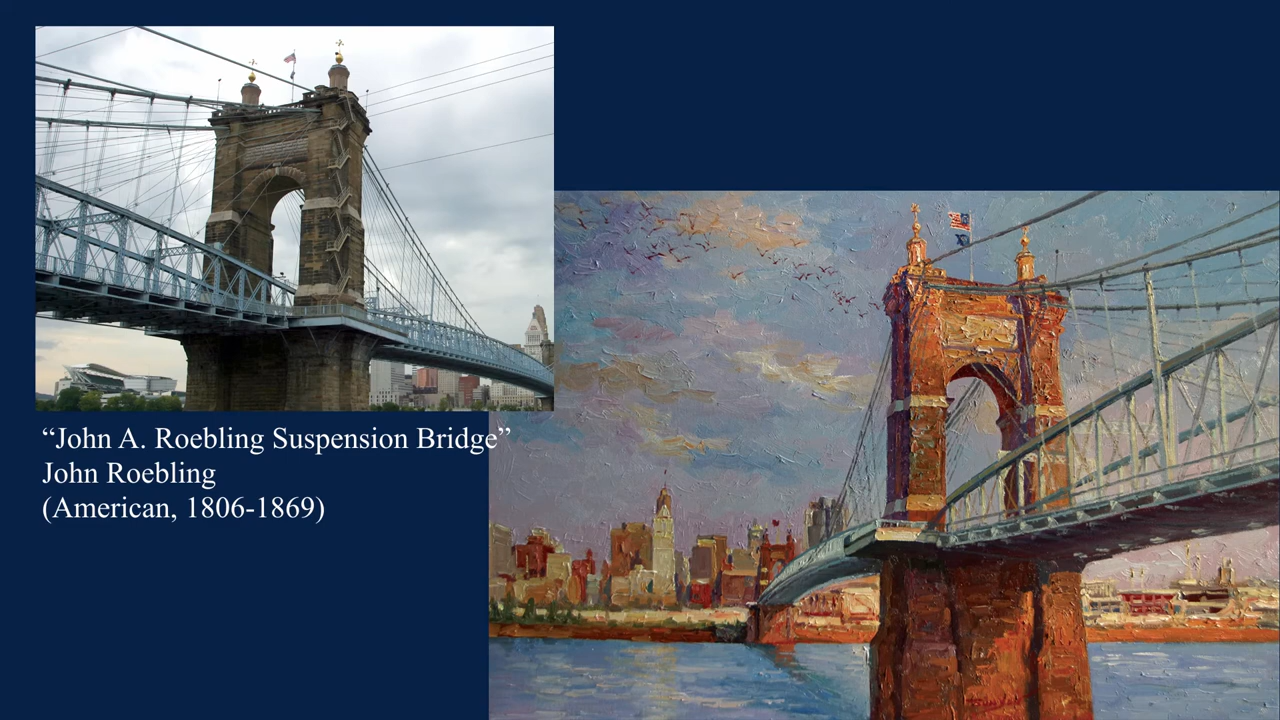 “John A. Roebling Suspension Bridge”
John Roebling
(American, 1806-1869)